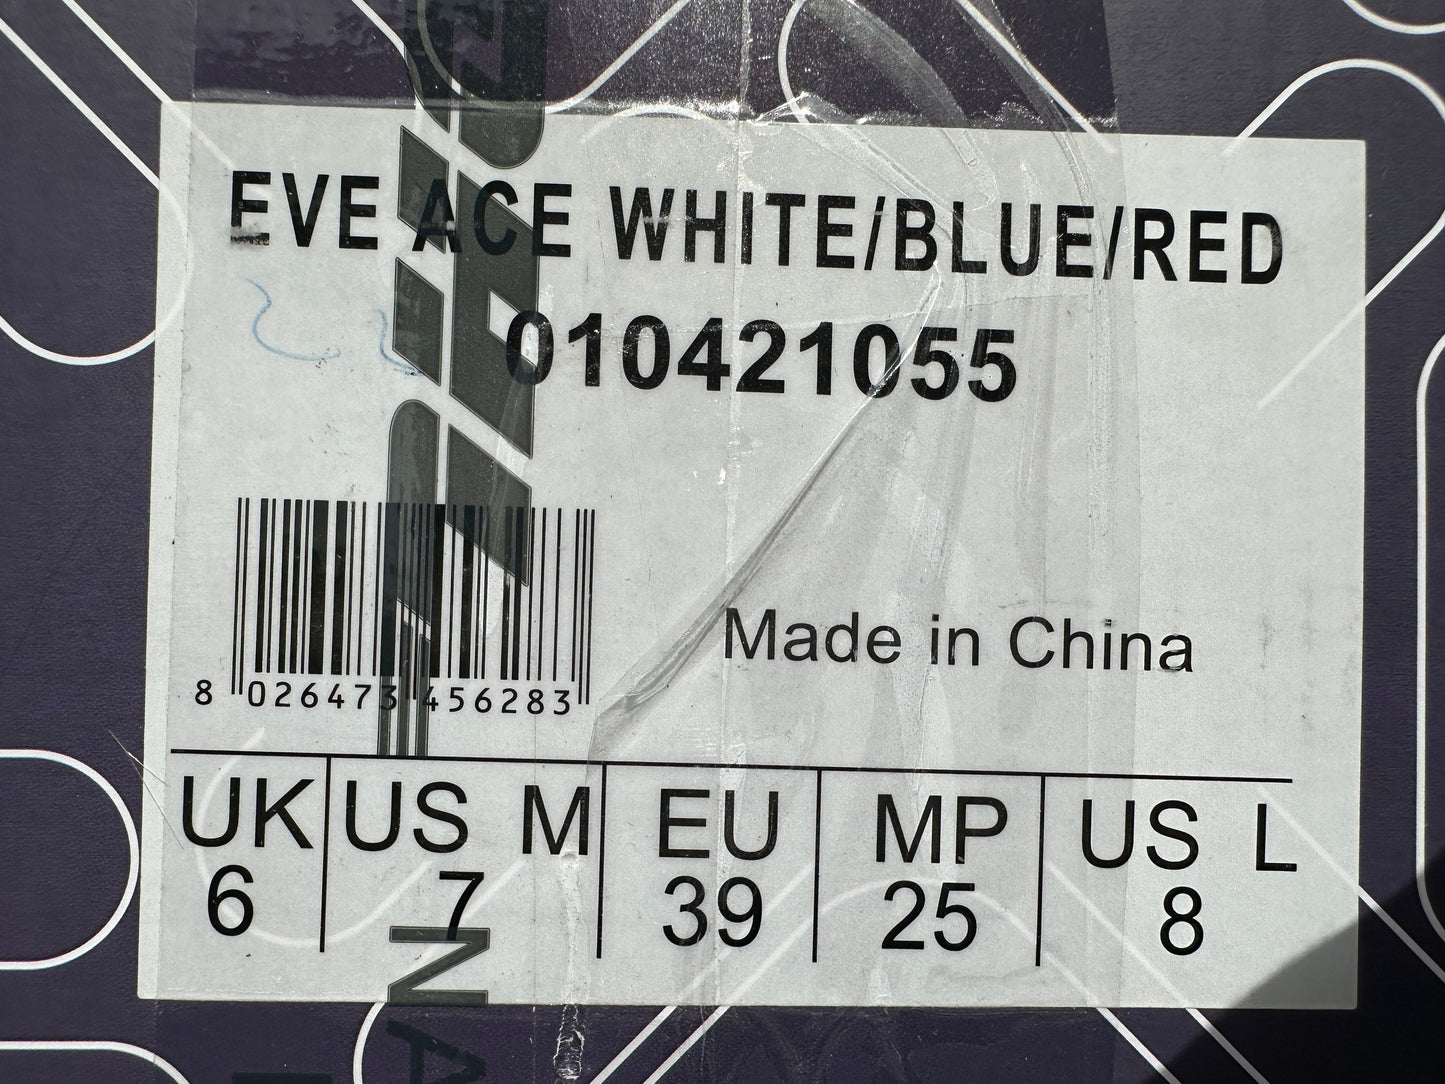 EVE ACE WHITE/BLUE/RED
010421055
Made in China
8 026473 456283
UK US M EU MP US L
6 7 39 25 8
N
A